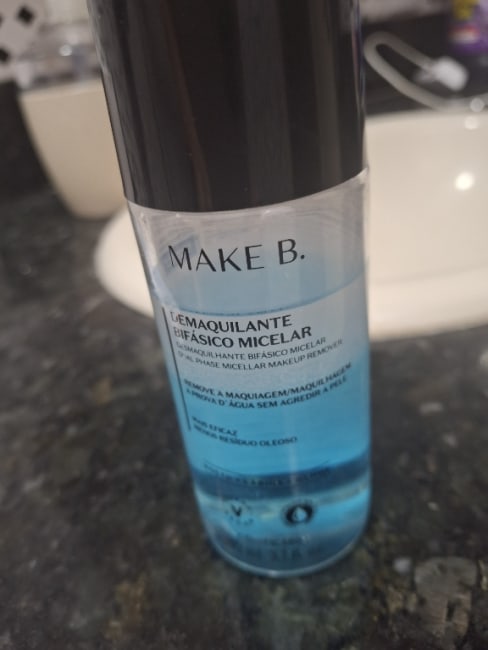 MAKE B.
DEMAQUILANTE
BIFÁSICO MICELAR
DESMAQUILHANTE BIFÁSICO MICELAR
DUAL PHASE MICELLAR MAKEUP REMOVER
REMOVE A MAQUIAGEM/MAQUILHAGEM
À PROVA D'ÁGUA SEM AGREDIR A PELE
MAIS EFICAZ
MENOS RESÍDUO OLEOSO